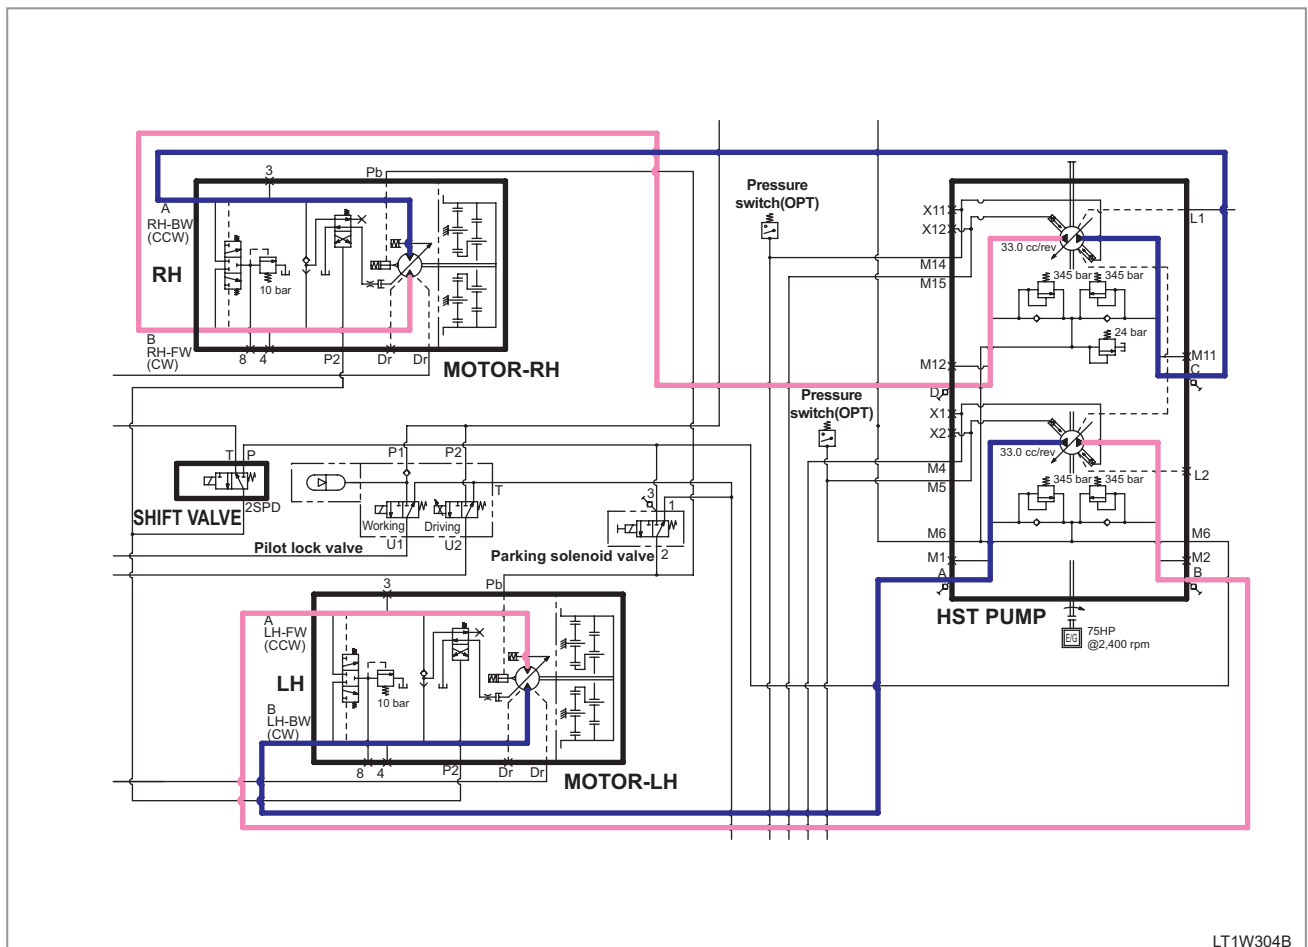 3
Pb
A
RH-BW
(CCW)
RH
10 bar
B
RH-FW
(CW)
8
4
P2
Dr
Dr
MOTOR-RH
Pressure
switch(OPT)
X11
X12
L1
33.0 cc/rev
M14
M15
345 bar
345 bar
24 bar
M12
M11
C
D
Pressure
switch(OPT)
X1
X2
33.0 cc/rev
M4
M5
L2
345 bar
345 bar
M6
M6
M1
M2
A
B
HST PUMP
E/G
75HP
@2,400 rpm
T
P
2SPD
SHIFT VALVE
P1
P2
T
Working
Driving
U1
U2
Pilot lock valve
3
1
2
Parking solenoid valve
3
Pb
A
LH-FW
(CCW)
LH
10 bar
B
LH-BW
(CW)
8
4
P2
Dr
Dr
MOTOR-LH
LT1W304B